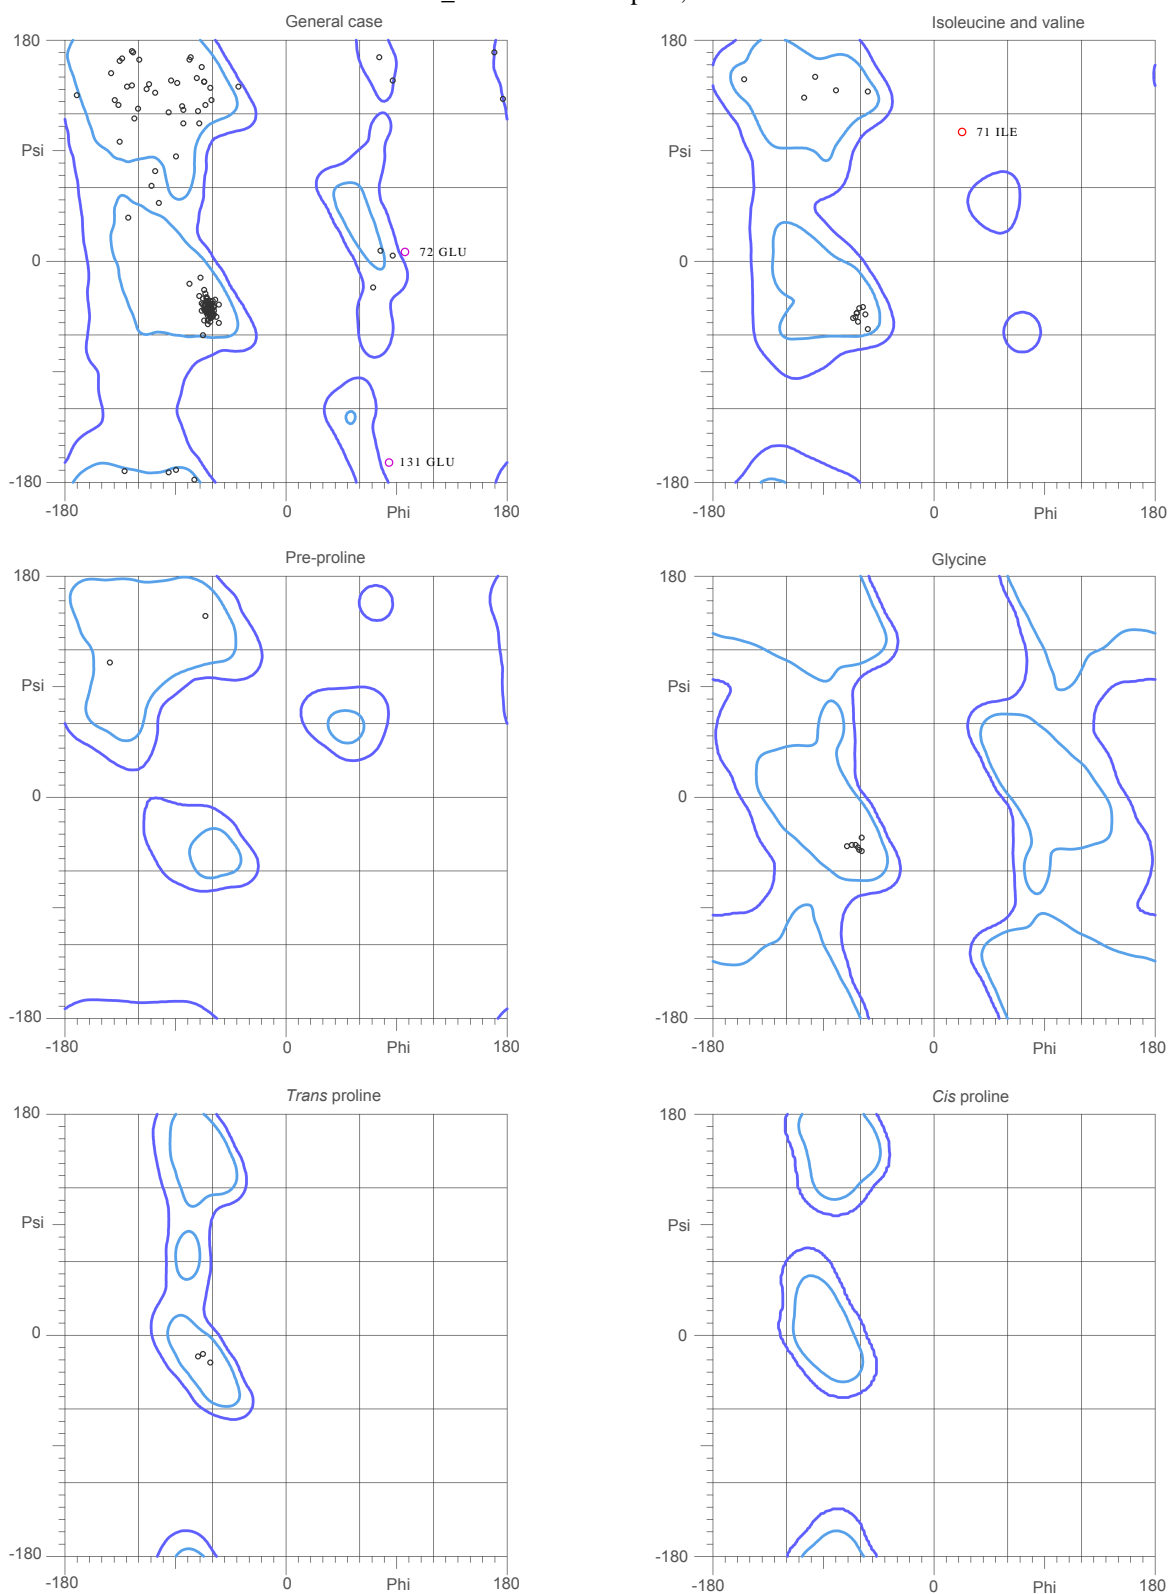 General case
Isoleucine and valine
180
180
71 ILE
Psi
Psi
72 GLU
0
0
131 GLU
-180
-180
-180
0
Phi
180
-180
0
Phi
180
Pre-proline
Glycine
180
180
Psi
Psi
0
0
-180
-180
-180
0
Phi
180
-180
0
Phi
180
Trans proline
Cis proline
180
180
Psi
Psi
0
0
-180
-180
-180
0
Phi
180
-180
0
Phi
180